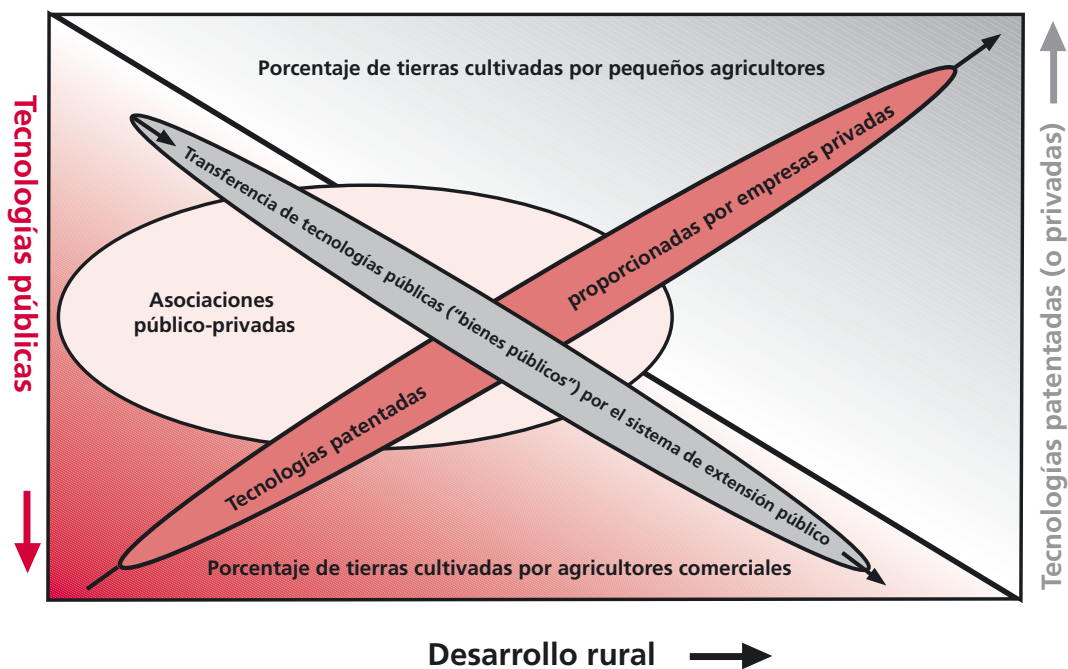 Porcentaje de tierras cultivadas por pequeños agricultores
Tecnologías públicas
Tecnologías patentadas (o privadas)
Transferencia de tecnologías públicas (“bienes públicos”) por el sistema de extensión público
Asociaciones
público-privadas
Tecnologías patentadas proporcionadas por empresas privadas
Porcentaje de tierras cultivadas por agricultores comerciales
Desarrollo rural